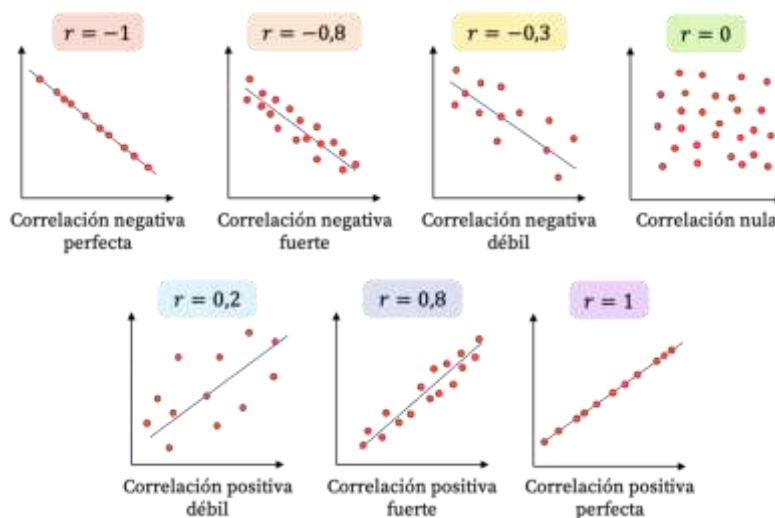 r = −1
r = −0,8
r = −0,3
r = 0
Correlación negativa
perfecta
Correlación negativa
fuerte
Correlación negativa
débil
Correlación nula
r = 0,2
r = 0,8
r = 1
Correlación positiva
débil
Correlación positiva
fuerte
Correlación positiva
perfecta